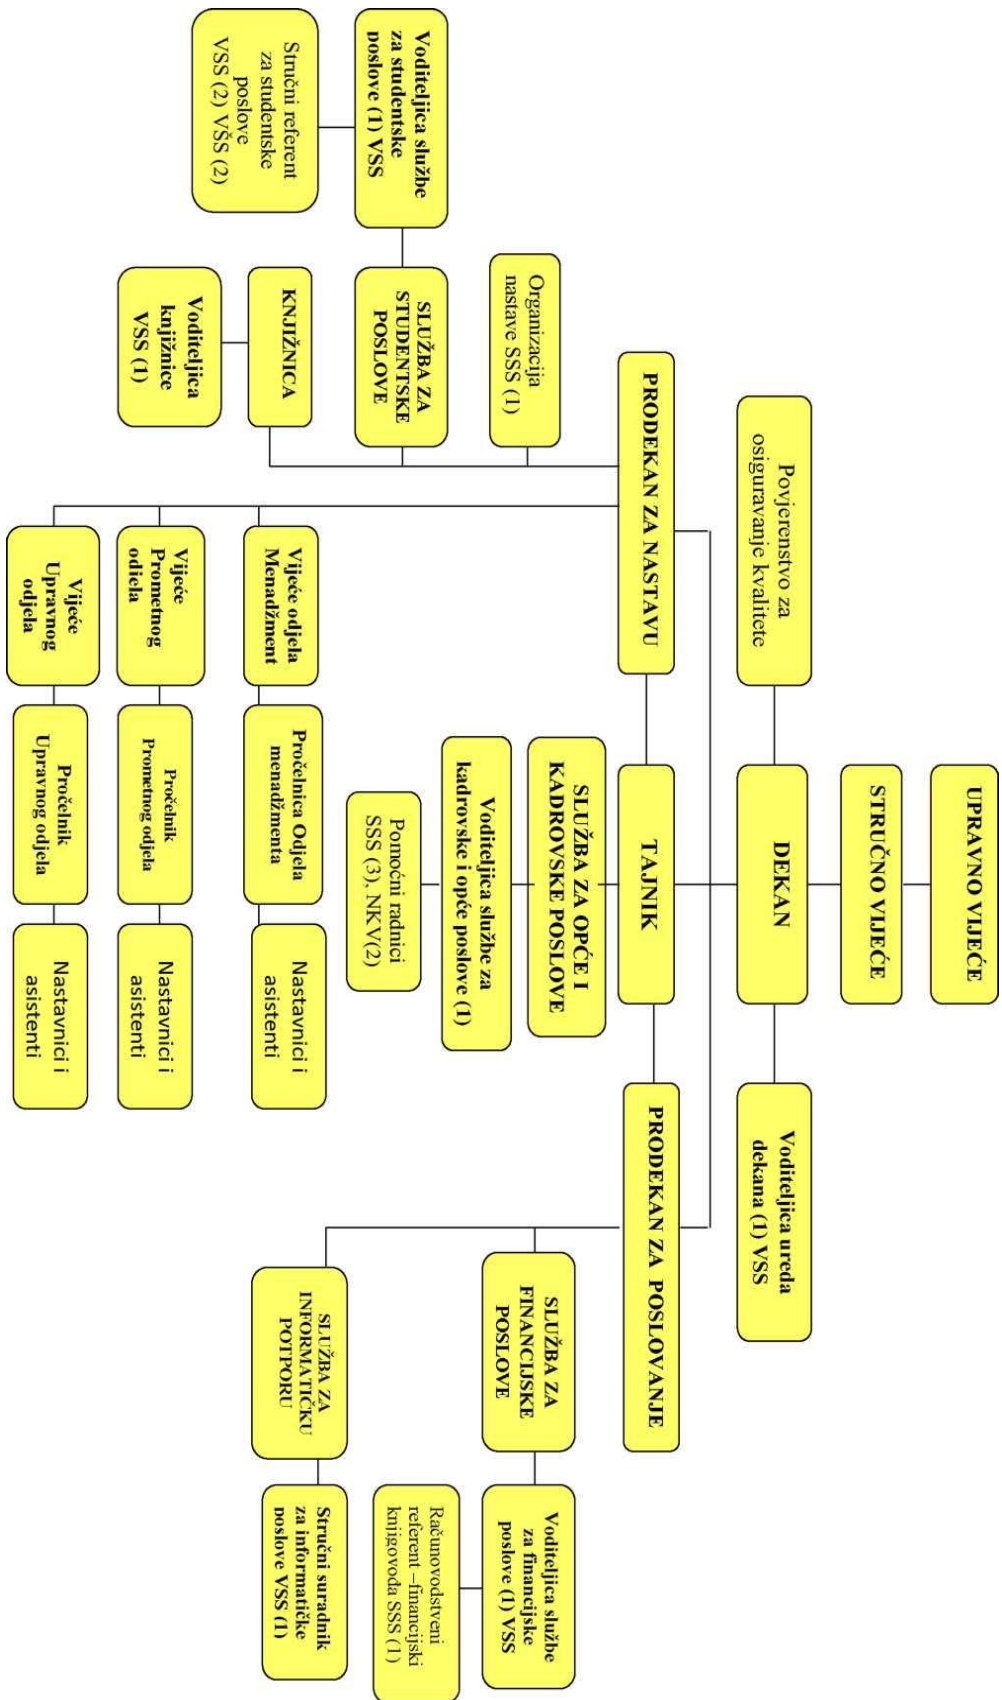 UPRAVNO VIJEĆE
STRUČNO VIJEĆE
Povjerenstvo za
osiguravanje kvalitete
DEKAN
Voditeljica ureda
dekana (1) VSS
PRODEKAN ZA NASTAVU
TAJNIK
PRODEKAN ZA POSLOVANJE
Organizacija
nastave SSS (1)
SLUŽBA ZA OPĆE I
KADROVSKE POSLOVE
SLUŽBA ZA
FINANCIJSKE
POSLOVE
Voditeljica službe
za financijske
poslove (1) VSS
Voditeljica službe
za studentske
poslove (1) VSS
SLUŽBA ZA
STUDENTSKE
POSLOVE
Voditeljica službe za
kadrovske i opće poslove (1)
Računovodstveni
referent –financijski
knjigovođa SSS (1)
Stručni referent
za studentske
poslove
VSS (2) VŠS (2)
KNJIŽNICA
Pomoćni radnici
SSS (3), NKV(2)
Voditeljica
knjižnice
VSS (1)
Vijeće odjela
Menadžment
Pročelnica Odjela
menadžmenta
Nastavnici i
asistenti
SLUŽBA ZA
INFORMATIČKU
POTPORU
Stručni suradnik
za informatičke
poslove VSS (1)
Vijeće
Prometnog
odjela
Pročelnik
Prometnog odjela
Nastavnici i
asistenti
Vijeće
Upravnog
odjela
Pročelnik
Upravnog odjela
Nastavnici i
asistenti